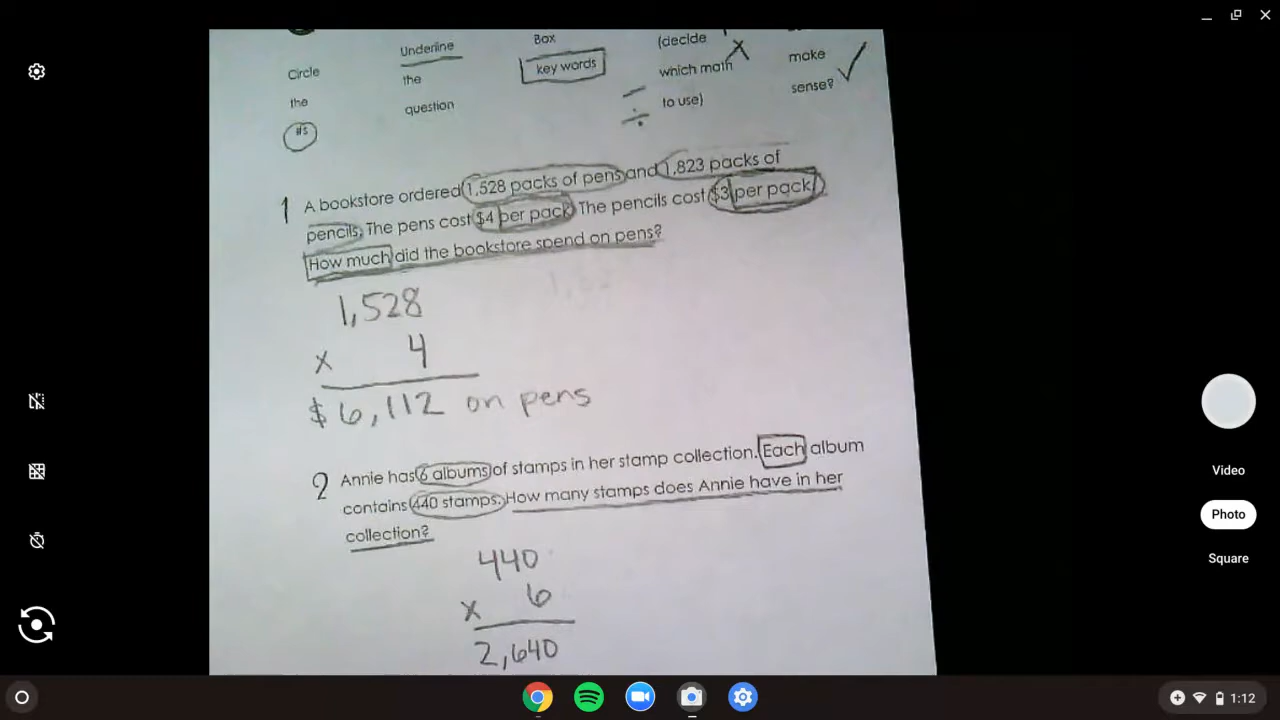 Circle
the
#s
Underline
the
question
Box
key words
(decide
which math
to use)
make
sense?
1 A bookstore ordered 1,528 packs of pens and 1,823 packs of
pencils. The pens cost $4 per pack. The pencils cost $3 per pack.
How much did the bookstore spend on pens?
1,528
x 4
$6,112 on pens
2 Annie has 6 albums of stamps in her stamp collection. Each album
contains 440 stamps. How many stamps does Annie have in her
collection?
440
x 6
2,640
Video
Photo
Square
1:12